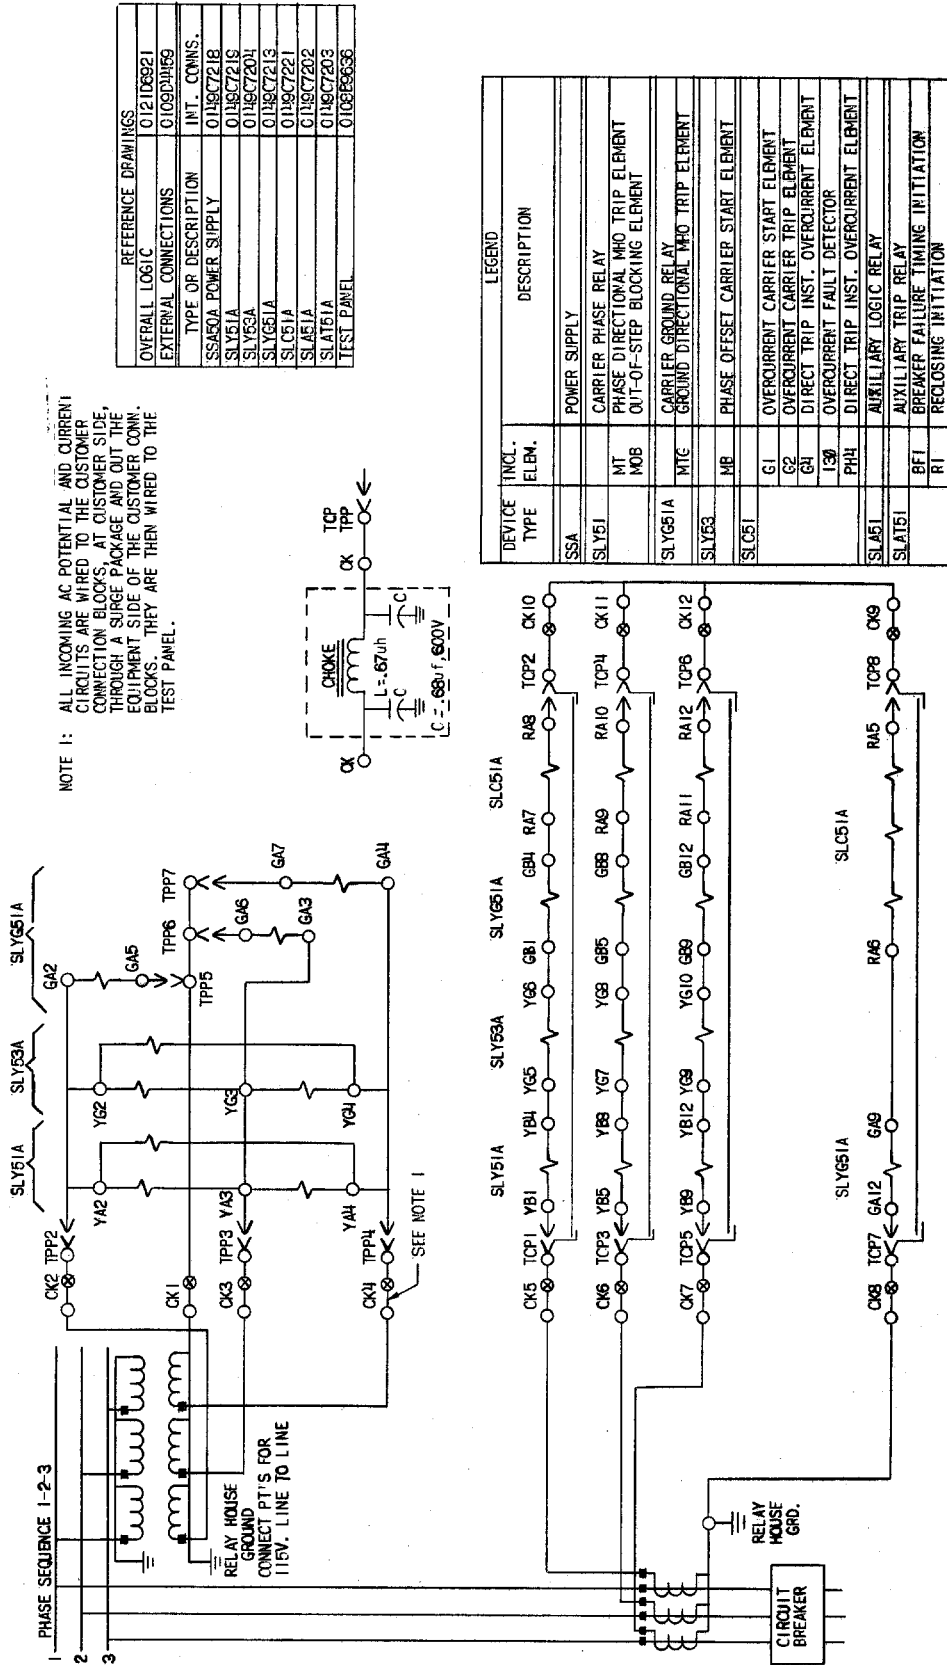 REFERENCE DRAWINGS
OVERALL LOGIC 0121D6921
EXTERNAL CONNECTIONS
TYPE OR DESCRIPTION INT. CONNS.
SSA50A POWER SUPPLY 0149C7218
SLY51A 0149C7219
SLY53A 0149C7204
SLYG51A 0149C7213
SLC51A 0149C7221
SLA51A 0149C7202
SLAT51A 0149C7203
TEST PANEL
NOTE 1: ALL INCOMING AC POTENTIAL AND CURRENT
CIRCUITS ARE WIRED TO THE CUSTOMER
CONNECTION BLOCKS, AT CUSTOMER SIDE,
THROUGH A SURGE PACKAGE AND OUT THE
EQUIPMENT SIDE OF THE CUSTOMER CONN.
BLOCKS. THEY ARE THEN WIRED TO THE
TEST PANEL.
CK
CHOKE
L=.67uh
C
C
C=.68uf,600V
CK
TCP
TPP
SLY51A
SLY53A
SLYG51A
PHASE SEQUENCE 1-2-3
1
2
3
CK2 TPP2
YA2
YG2
GA2
GA5
TPP5
TPP6
TPP7
CK1
GA6
GA7
CK3 TPP3 YA3
YG3
GA3
YA4
YG4
GA4
CK4 TPP4
SEE NOTE 1
RELAY HOUSE
GROUND
CONNECT PT'S FOR
115V. LINE TO LINE
LEGEND
DEVICE TYPE INCL. ELEM. DESCRIPTION
SSA POWER SUPPLY
SLY51 CARRIER PHASE RELAY
MT PHASE DIRECTIONAL MHO TRIP ELEMENT
MOB OUT-OF-STEP BLOCKING ELEMENT
SLYG51A CARRIER GROUND RELAY
MTG GROUND DIRECTIONAL MHO TRIP ELEMENT
SLY53
MB PHASE OFFSET CARRIER START ELEMENT
SLC51
G1 OVERCURRENT CARRIER START ELEMENT
G2 OVERCURRENT CARRIER TRIP ELEMENT
G4 DIRECT TRIP INST. OVERCURRENT ELEMENT
13Ø OVERCURRENT FAULT DETECTOR
PH4 DIRECT TRIP INST. OVERCURRENT ELEMENT
SLA51 AUXILIARY LOGIC RELAY
SLAT51 AUXILIARY TRIP RELAY
BFI BREAKER FAILURE TIMING INITIATION
RI RECLOSING INITIATION
SLY51A
SLY53A
SLYG51A
SLC51A
CK5 TCP1 YB1 YB4 YG5 YG6 GB1 GB4 RA7 RA8 TCP2 CK10
CK6 TCP3 YB5 YB8 YG7 YG8 GB5 GB8 RA9 RA10 TCP4 CK11
CK7 TCP5 YB9 YB12 YG9 YG10 GB9 GB12 RA11 RA12 TCP6 CK12
SLYG51A
SLC51A
CK8 TCP7 GA12 GA9 RA6 RA5 TCP8 CK9
RELAY
HOUSE
GRD.
CIRCUIT
BREAKER